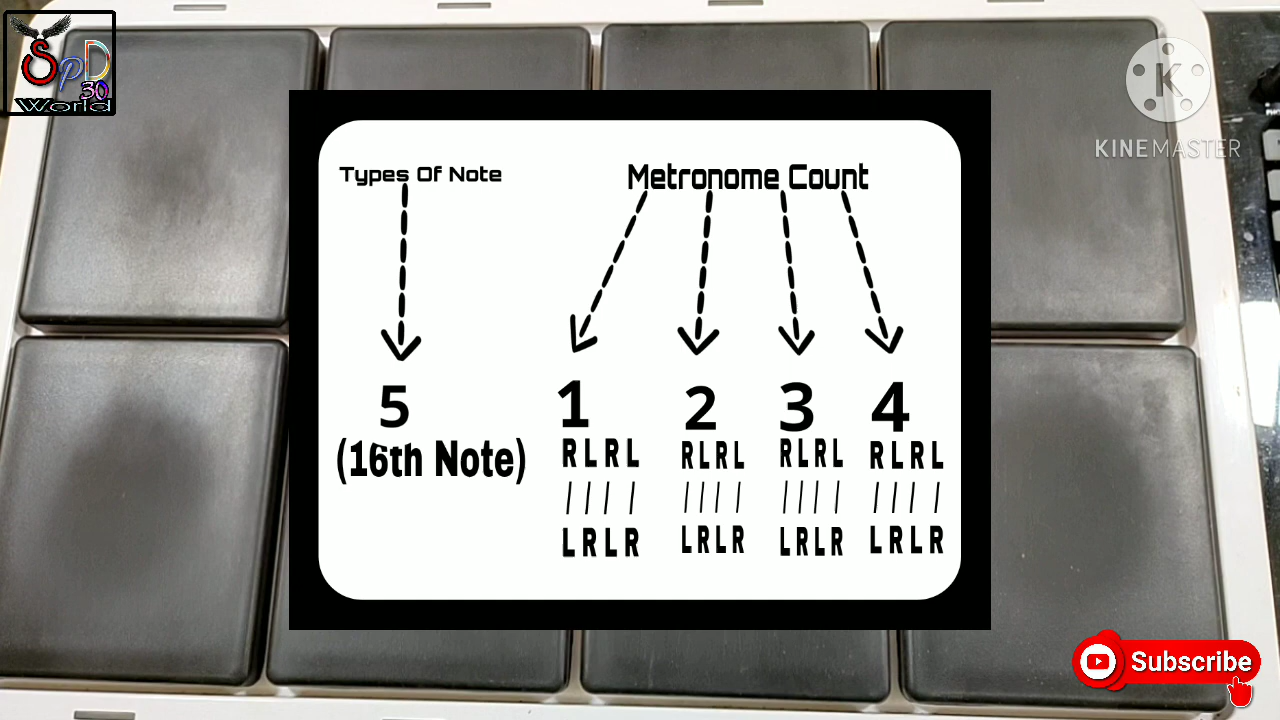 SPD
30
World
K
KINEMASTER
Types Of Note
Metronome Count
5
(16th Note)
1 2 3 4
RLRL RLRL RLRL RLRL
//// //// //// ////
LRLR LRLR LRLR LRLR
Subscribe